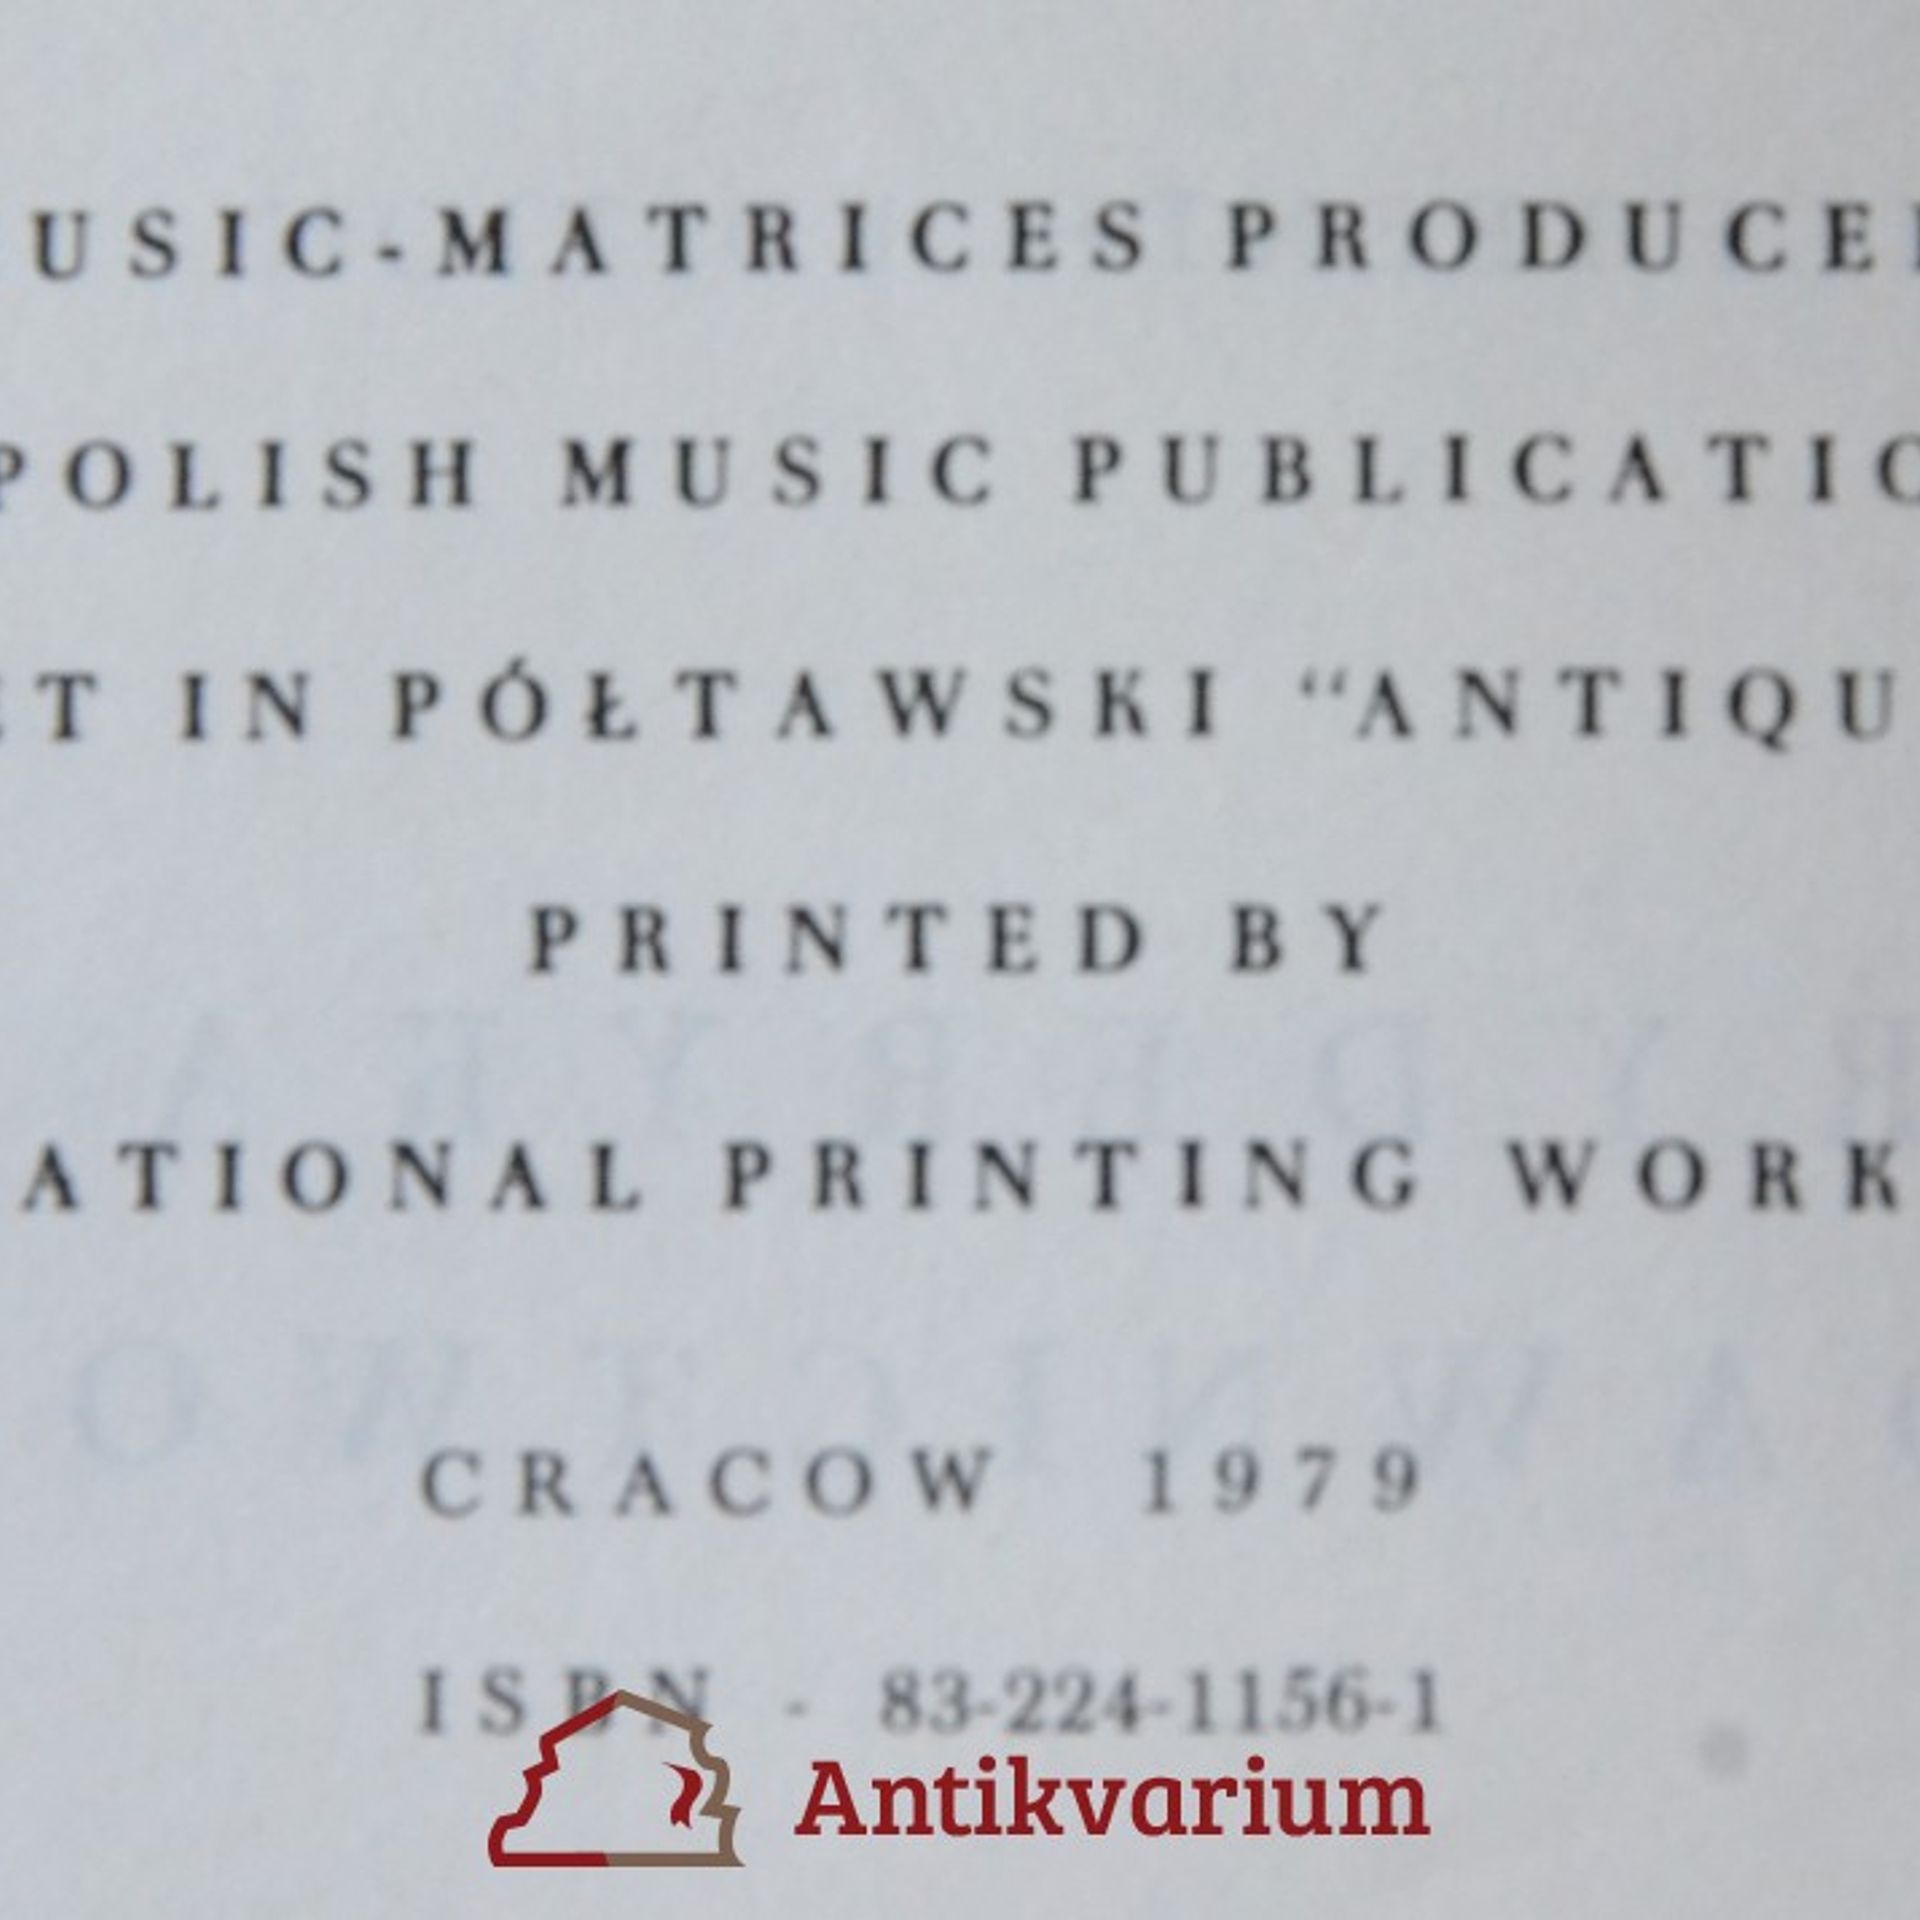 USIC-MATRICES PRODUCE
POLISH MUSIC PUBLICATIO
T IN PÓŁTAWSKI “ANTIQU
PRINTED BY
ATIONAL PRINTING WORK
CRACOW 1979
ISBN - 83-224-1156-1
Antikvarium